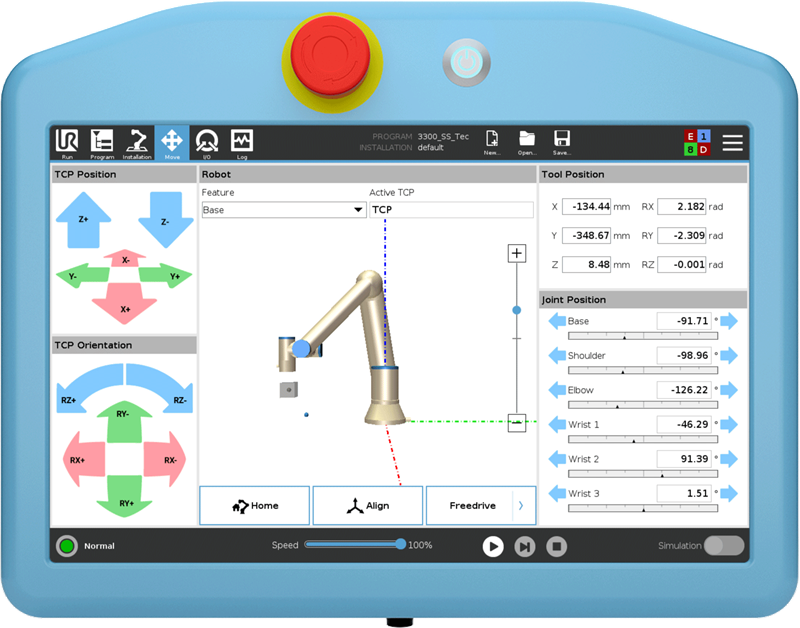 UR
Run
Program
Installation
Move
I/O
Log
PROGRAM 3300_SS_Tec
INSTALLATION default
New...
Open...
Save...
E 1
8 D
TCP Position
Z+
Z-
X-
Y-
Y+
X+
TCP Orientation
RZ+
RZ-
RY-
RX+
RX-
RY+
Robot
Feature
Active TCP
Base
TCP
+
−
Home
Align
Freedrive
Tool Position
X -134.44 mm RX 2.182 rad
Y -348.67 mm RY -2.309 rad
Z 8.48 mm RZ -0.001 rad
Joint Position
Base -91.71 °
Shoulder -98.96 °
Elbow -126.22 °
Wrist 1 -46.29 °
Wrist 2 91.39 °
Wrist 3 1.51 °
Normal
Speed 100%
Simulation